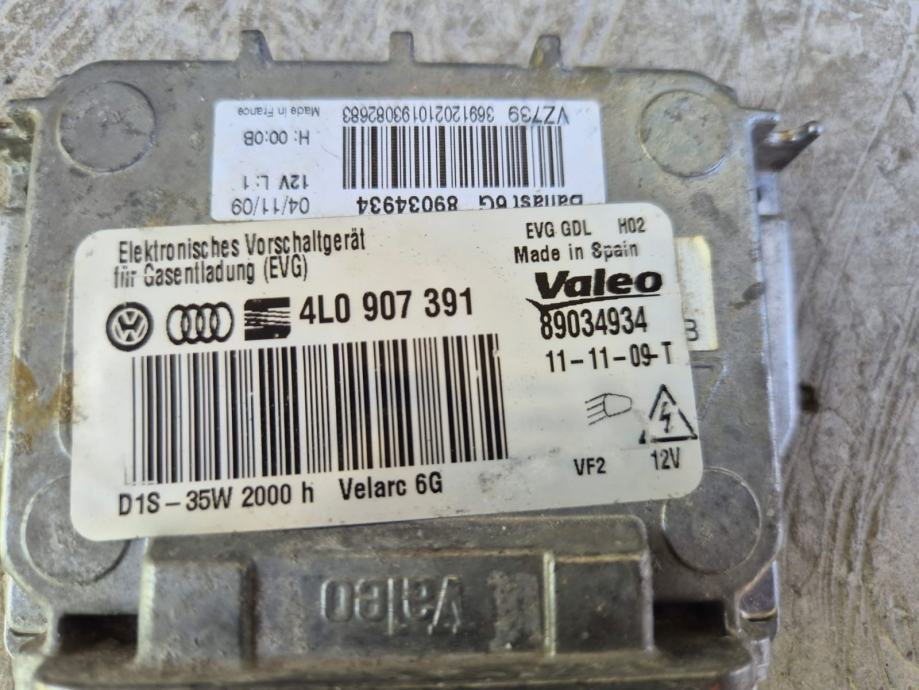 Elektronisches Vorschaltgerät
für Gasentladung (EVG)
4L0 907 391
D1S-35W 2000 h Velarc 6G
EVG GDL H02
Made in Spain
Valeo
89034934
11-11-09-T
VF2 12V
B
Ballast 6G 89034934
04/11/09
12V L:1
H: 00:0B
Made in France
VZ739 369120210193082683
Valeo